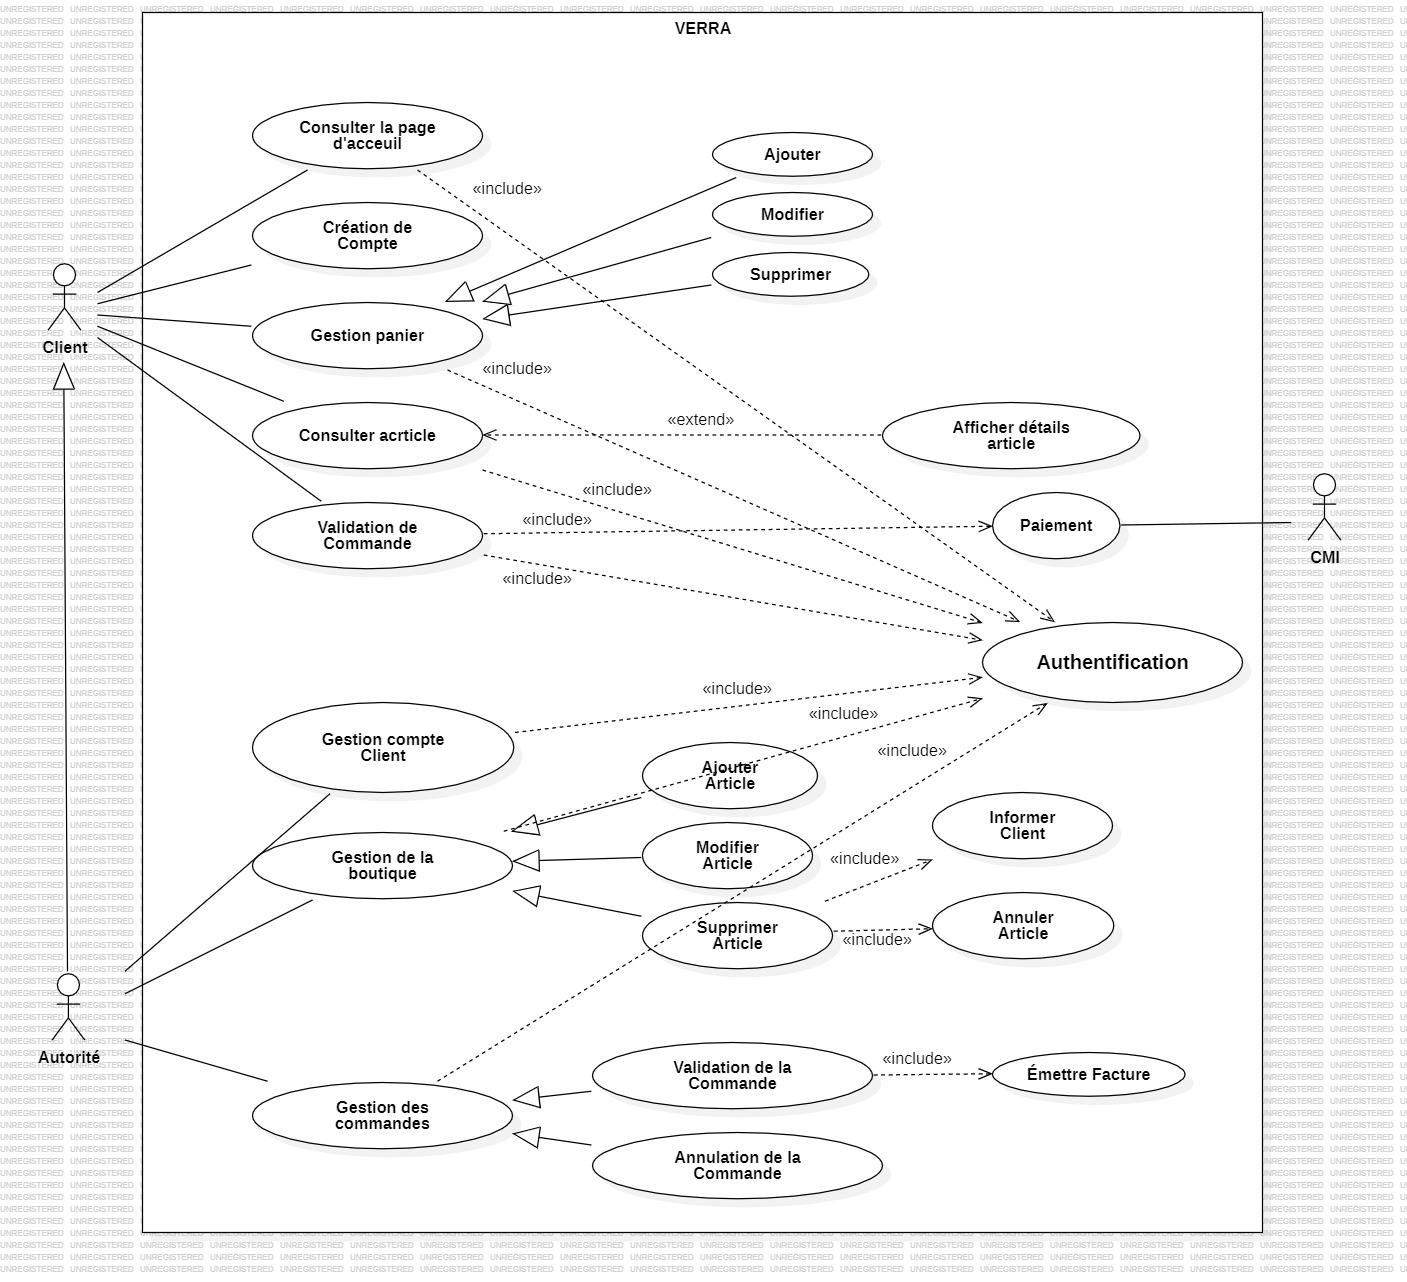 VERRA
Consulter la page
d'acceuil
«include»
Ajouter
Création de
Compte
Modifier
Supprimer
Client
Gestion panier
«include»
Consulter acrticle
«extend»
Afficher détails
article
«include»
Validation de
Commande
«include»
Paiement
CMI
«include»
Authentification
«include»
«include»
Gestion compte
Client
«include»
Ajouter
Article
Gestion de la
boutique
Modifier
Article
«include»
Informer
Client
Supprimer
Article
«include»
Annuler
Article
Autorité
Gestion des
commandes
Validation de la
Commande
«include»
Émettre Facture
Annulation de la
Commande
UNREGISTERED